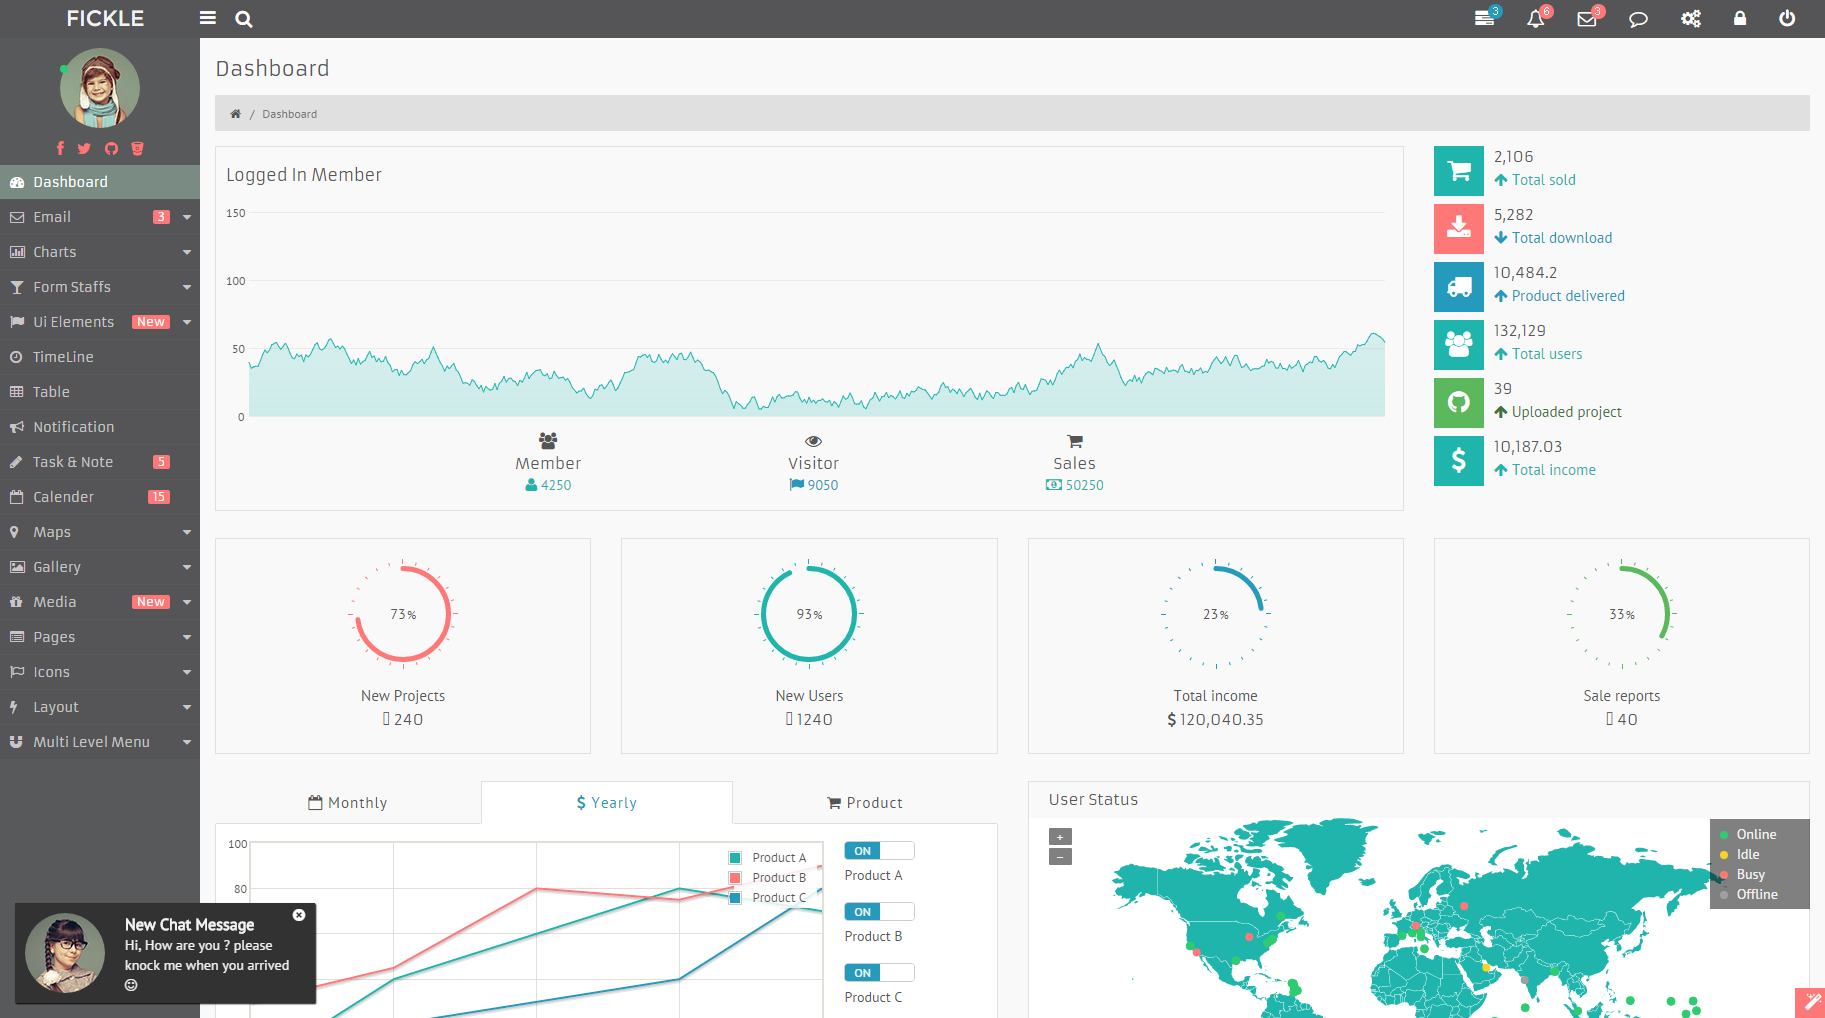 FICKLE
3
6
3
Dashboard
Email 3
Charts
Form Staffs
Ui Elements New
TimeLine
Table
Notification
Task & Note 5
Calender 15
Maps
Gallery
Media New
Pages
Icons
Layout
Multi Level Menu
Dashboard
/ Dashboard
Logged In Member
150
100
50
0
Member
4250
Visitor
9050
Sales
50250
2,106
Total sold
5,282
Total download
10,484.2
Product delivered
132,129
Total users
39
Uploaded project
$
10,187.03
Total income
73%
New Projects
240
93%
New Users
1240
23%
Total income
$ 120,040.35
33%
Sale reports
40
Monthly
$ Yearly
Product
100
80
Product A
Product B
Product C
ON
Product A
ON
Product B
ON
Product C
User Status
+
−
Online
Idle
Busy
Offline
New Chat Message
Hi, How are you ? please
knock me when you arrived